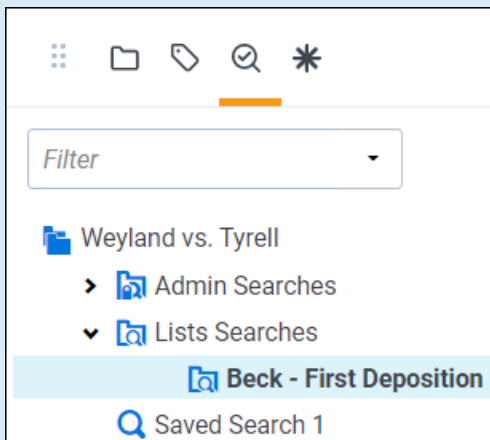 Filter
Weyland vs. Tyrell
Admin Searches
Lists Searches
Beck - First Deposition
Saved Search 1